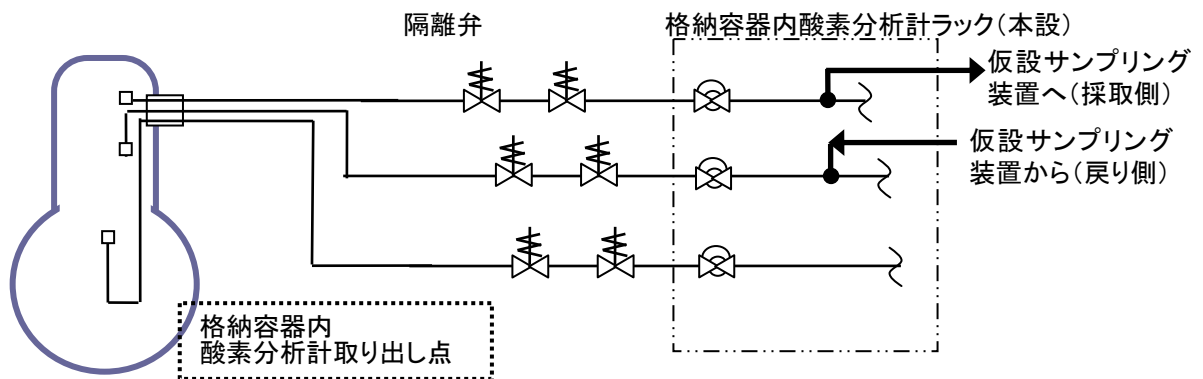 隔離弁
格納容器内酸素分析計ラック(本設)
仮設サンプリング
装置へ(採取側)
仮設サンプリング
装置から(戻り側)
格納容器内
酸素分析計取り出し点